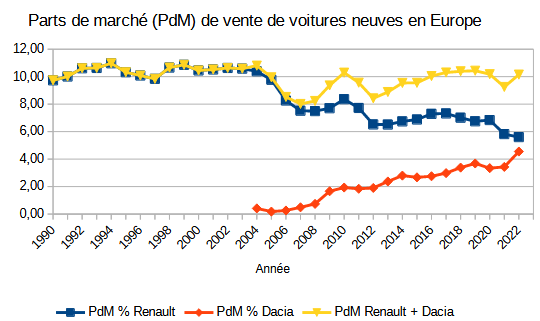 Parts de marché (PdM) de vente de voitures neuves en Europe
12,00
10,00
8,00
6,00
4,00
2,00
0,00
1990 1992 1994 1996 1998 2000 2002 2004 2006 2008 2010 2012 2014 2016 2018 2020 2022
Année
PdM % Renault PdM % Dacia PdM Renault + Dacia